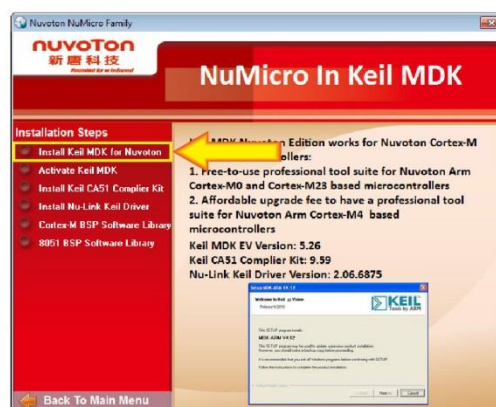 Nuvoton NuMicro Family
nuvoTon
新唐科技
NuMicro In Keil MDK
Installation Steps
Install Keil MDK for Nuvoton
Activate Keil MDK
Install Keil CA51 Complier Kit
Install Nu-Link Keil Driver
Cortex-M BSP Software Library
8051 BSP Software Library
MDK Nuvoton Edition works for Nuvoton Cortex-M
1. Free-to-use professional tool suite for Nuvoton Arm
Cortex-M0 and Cortex-M23 based microcontrollers
2. Affordable upgrade fee to have a professional tool
suite for Nuvoton Arm Cortex-M4 based
microcontrollers
Keil MDK EV Version: 5.26
Keil CA51 Complier Kit: 9.59
Nu-Link Keil Driver Version: 2.06.6875
KEIL
Tools by ARM
Back To Main Menu